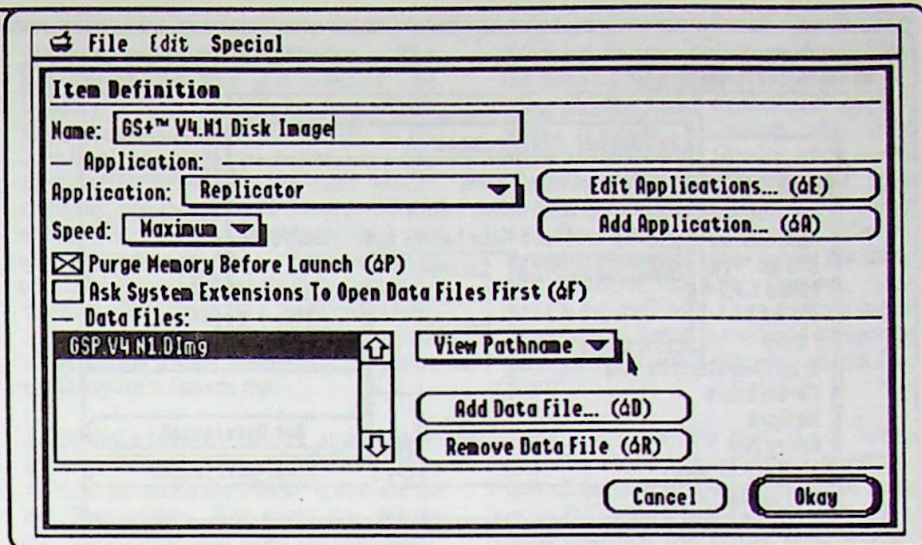 File Edit Special
Item Definition
Name: GS+™ V4.N1 Disk Image
Application:
Application: Replicator
Edit Applications... (E)
Speed: Maximum
Add Application... (A)
Purge Memory Before Launch (P)
Ask System Extensions To Open Data Files First (F)
Data Files:
GSP.V4.N1.DImg
View Pathname
Add Data File... (D)
Remove Data File (R)
Cancel Okay